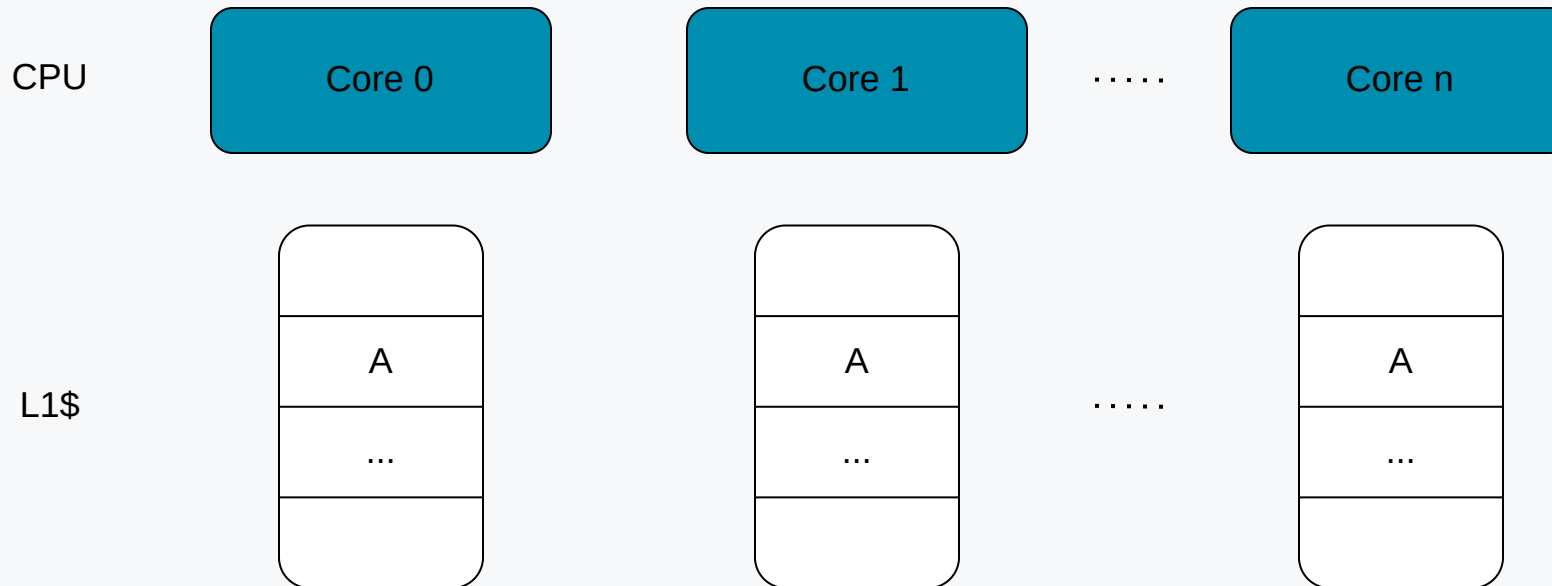 CPU Core 0 Core 1 ..... Core n
L1$
A A A
..... 
... ... ...